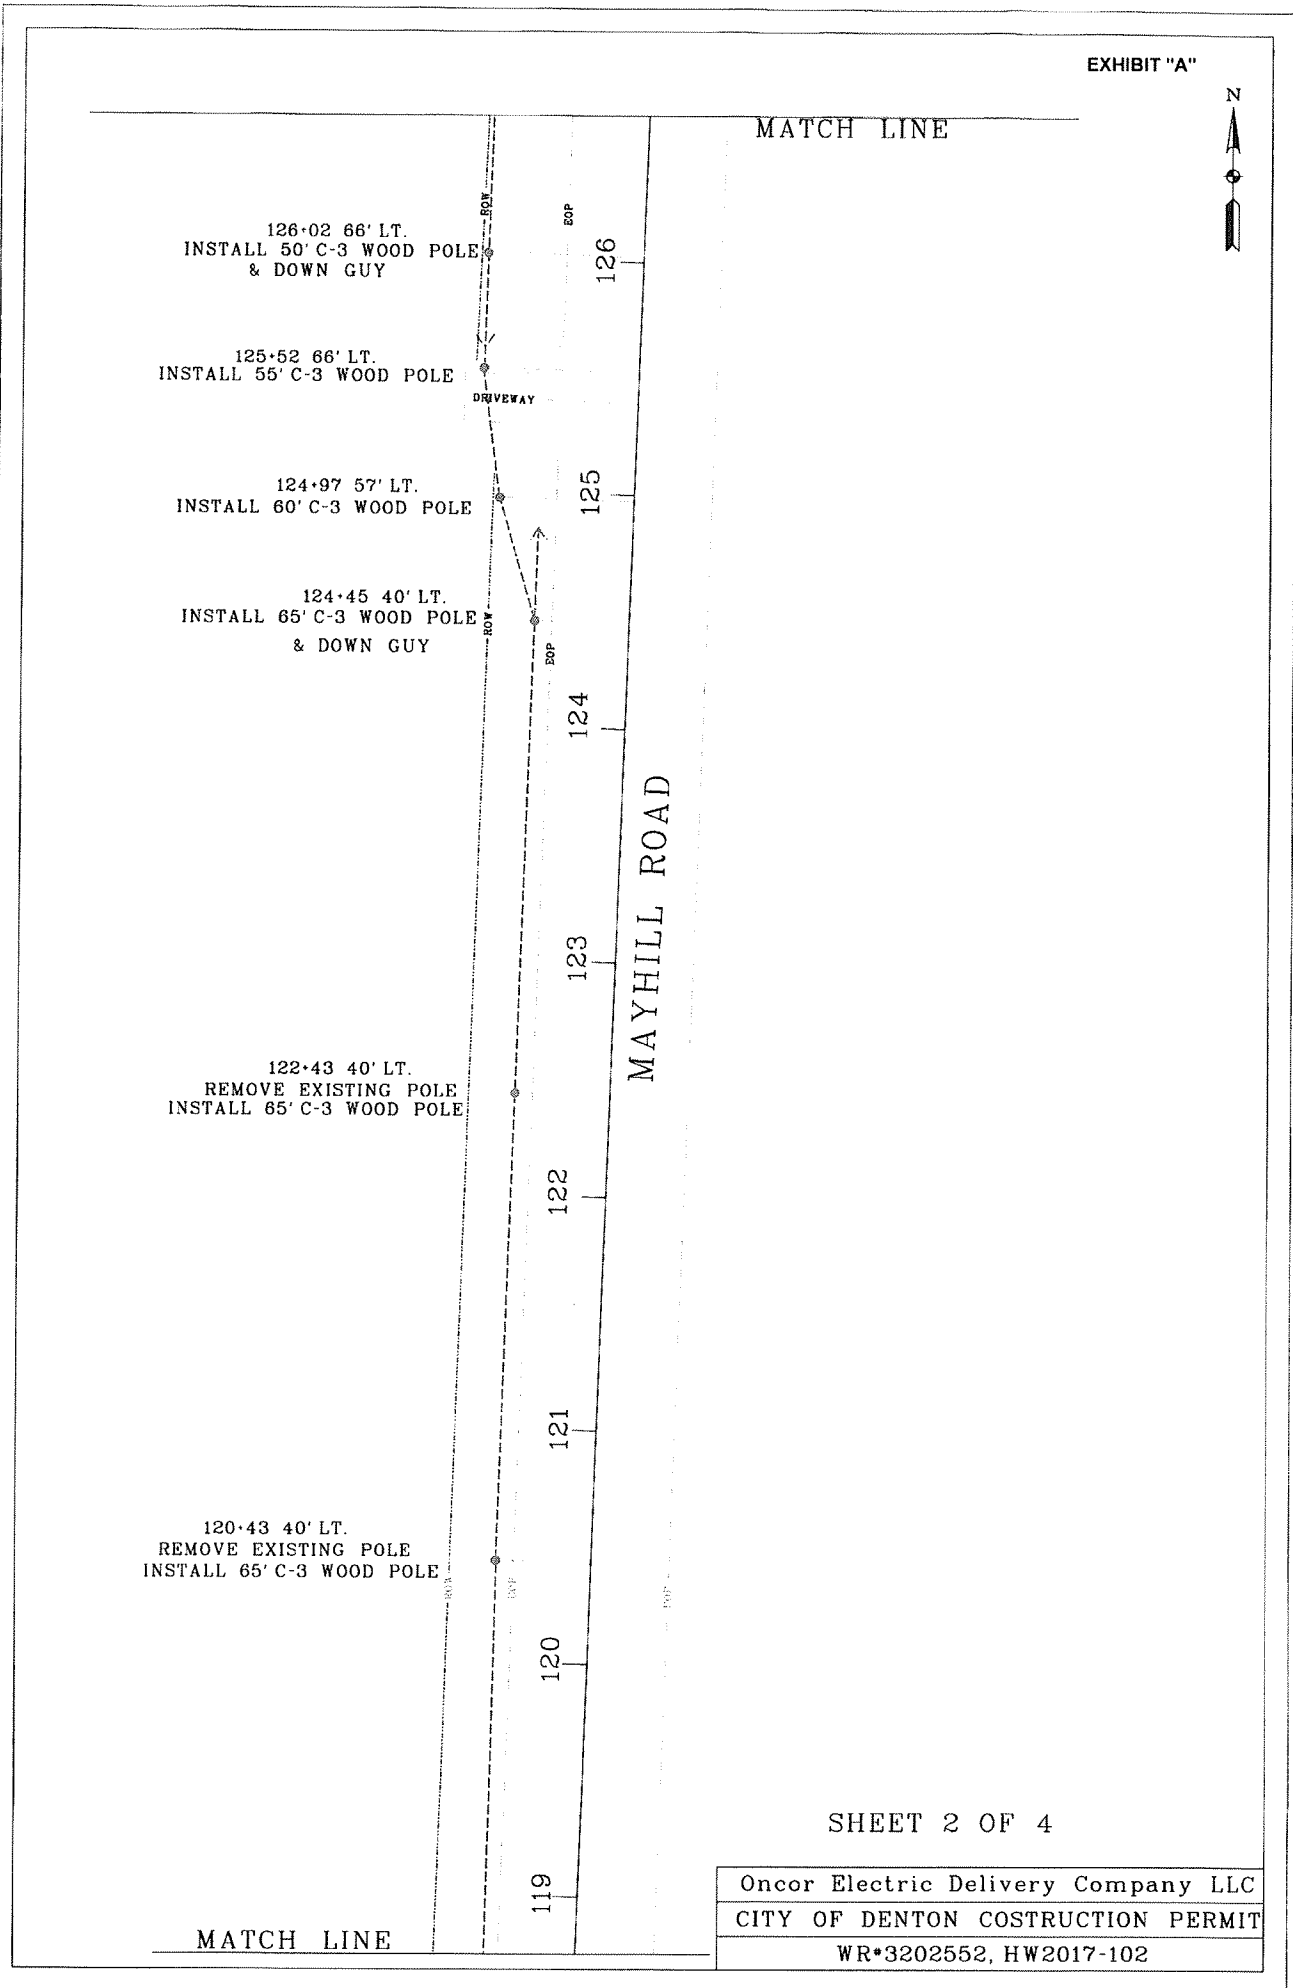 EXHIBIT "A"
N
MATCH LINE
ROW
EOP
126+02 66' LT.
INSTALL 50' C-3 WOOD POLE
& DOWN GUY
126
125+52 66' LT.
INSTALL 55' C-3 WOOD POLE
DRIVEWAY
124+97 57' LT.
INSTALL 60' C-3 WOOD POLE
125
124+45 40' LT.
INSTALL 65' C-3 WOOD POLE
& DOWN GUY
ROW
EOP
124
MAYHILL ROAD
123
122+43 40' LT.
REMOVE EXISTING POLE
INSTALL 65' C-3 WOOD POLE
122
121
120+43 40' LT.
REMOVE EXISTING POLE
INSTALL 65' C-3 WOOD POLE
ROW
EOP
EOP
120
SHEET 2 OF 4
119
Oncor Electric Delivery Company LLC
CITY OF DENTON COSTRUCTION PERMIT
WR#3202552, HW2017-102
MATCH LINE